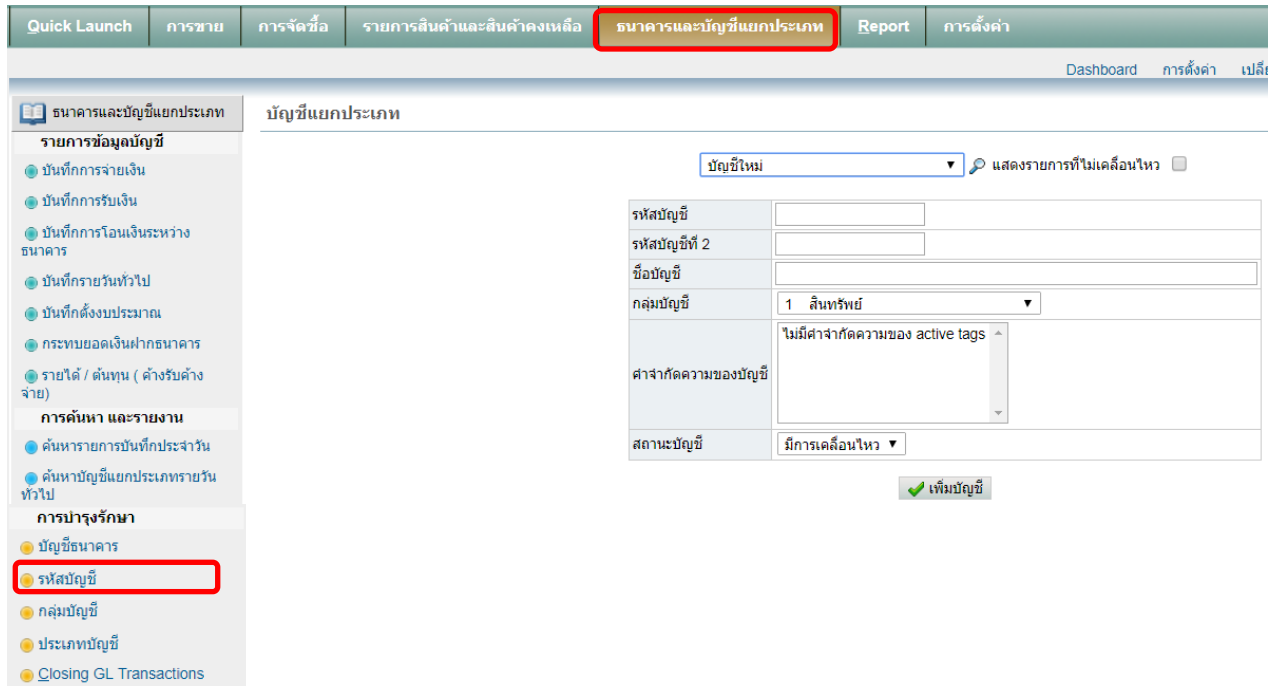 Quick Launch
การขาย
การจัดซื้อ
รายการสินค้าและสินค้าคงเหลือ
ธนาคารและบัญชีแยกประเภท
Report
การตั้งค่า
Dashboard
การตั้งค่า
ธนาคารและบัญชีแยกประเภท
รายการข้อมูลบัญชี
บันทึกการจ่ายเงิน
บันทึกการรับเงิน
บันทึกการโอนเงินระหว่าง
ธนาคาร
บันทึกรายวันทั่วไป
บันทึกตั้งงบประมาณ
กระทบยอดเงินฝากธนาคาร
รายได้ / ต้นทุน ( ค้างรับค้าง
จ่าย)
การค้นหา และรายงาน
ค้นหารายการบันทึกประจำวัน
ค้นหาบัญชีแยกประเภทรายวัน
ทั่วไป
การบำรุงรักษา
บัญชีธนาคาร
รหัสบัญชี
กลุ่มบัญชี
ประเภทบัญชี
Closing GL Transactions
บัญชีแยกประเภท
บัญชีใหม่
แสดงรายการที่ไม่เคลื่อนไหว
รหัสบัญชี
รหัสบัญชีที่ 2
ชื่อบัญชี
กลุ่มบัญชี
1 สินทรัพย์
คำจำกัดความของบัญชี
ไม่มีคำจำกัดความของ active tags
สถานะบัญชี
มีการเคลื่อนไหว
เพิ่มบัญชี